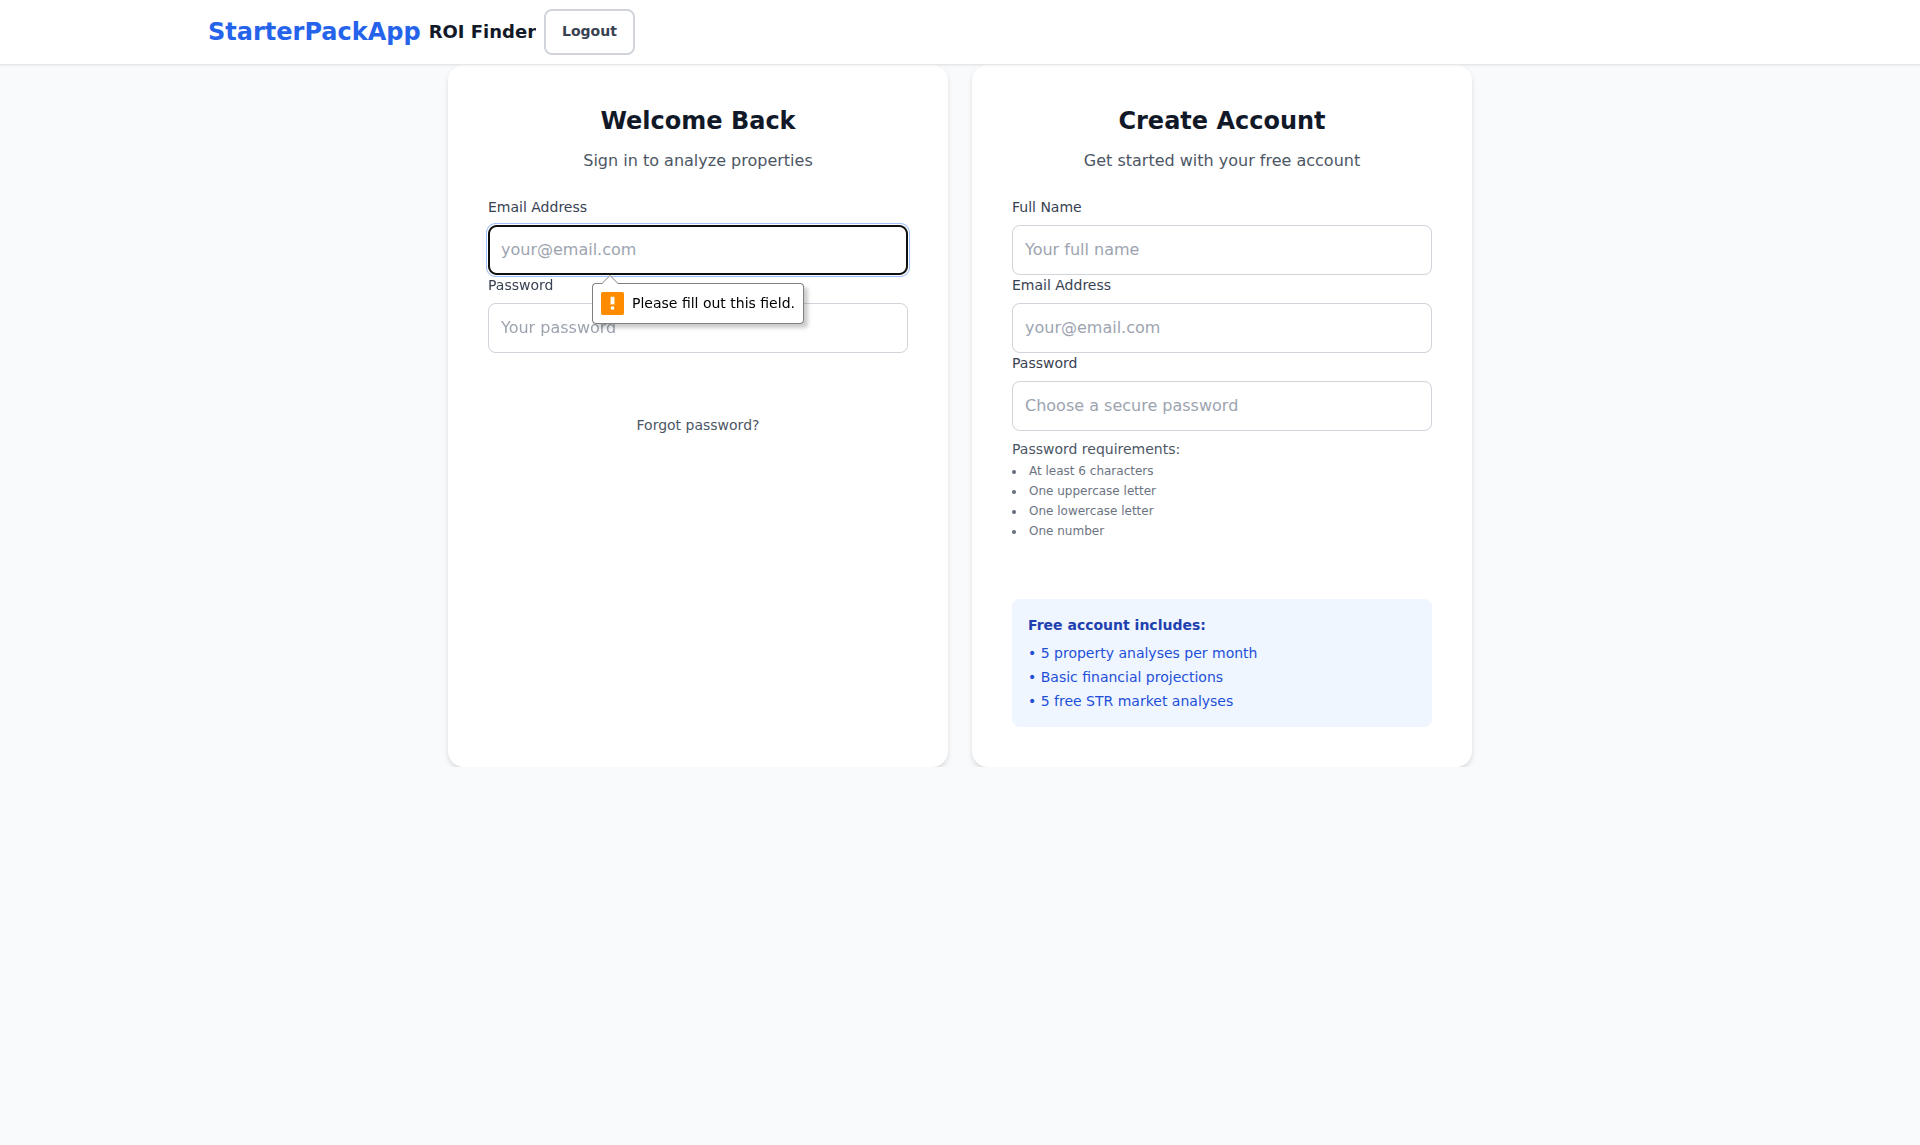 StarterPackApp ROI Finder Logout
Welcome Back
Sign in to analyze properties
Email Address
your@email.com
Password
Please fill out this field.
Your password
Forgot password?
Create Account
Get started with your free account
Full Name
Your full name
Email Address
your@email.com
Password
Choose a secure password
Password requirements:
• At least 6 characters
• One uppercase letter
• One lowercase letter
• One number
Free account includes:
• 5 property analyses per month
• Basic financial projections
• 5 free STR market analyses